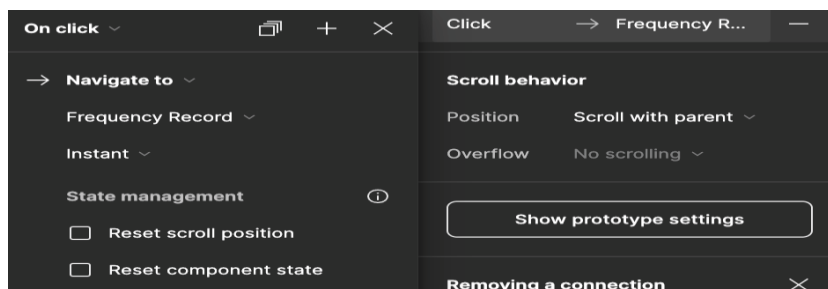 On click
Navigate to
Frequency Record
Instant
State management
Reset scroll position
Reset component state
Click → Frequency R...
Scroll behavior
Position Scroll with parent
Overflow No scrolling
Show prototype settings
Removing a connection